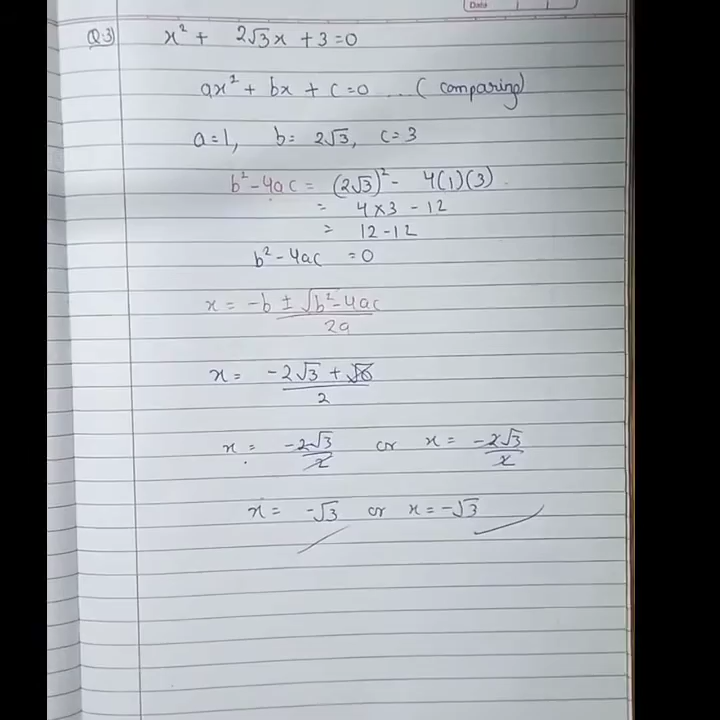 Date
Q.3) x² + 2√3x + 3 = 0
ax² + bx + c = 0 ... (comparing)
a = 1, b = 2√3, c = 3
b² - 4ac = (2√3)² - 4(1)(3)
= 4 × 3 - 12
= 12 - 12
b² - 4ac = 0
x = -b ± √b² - 4ac
2a
x = -2√3 + √0
2
x = -2√3 or x = -2√3
2 2
x = -√3 or x = -√3